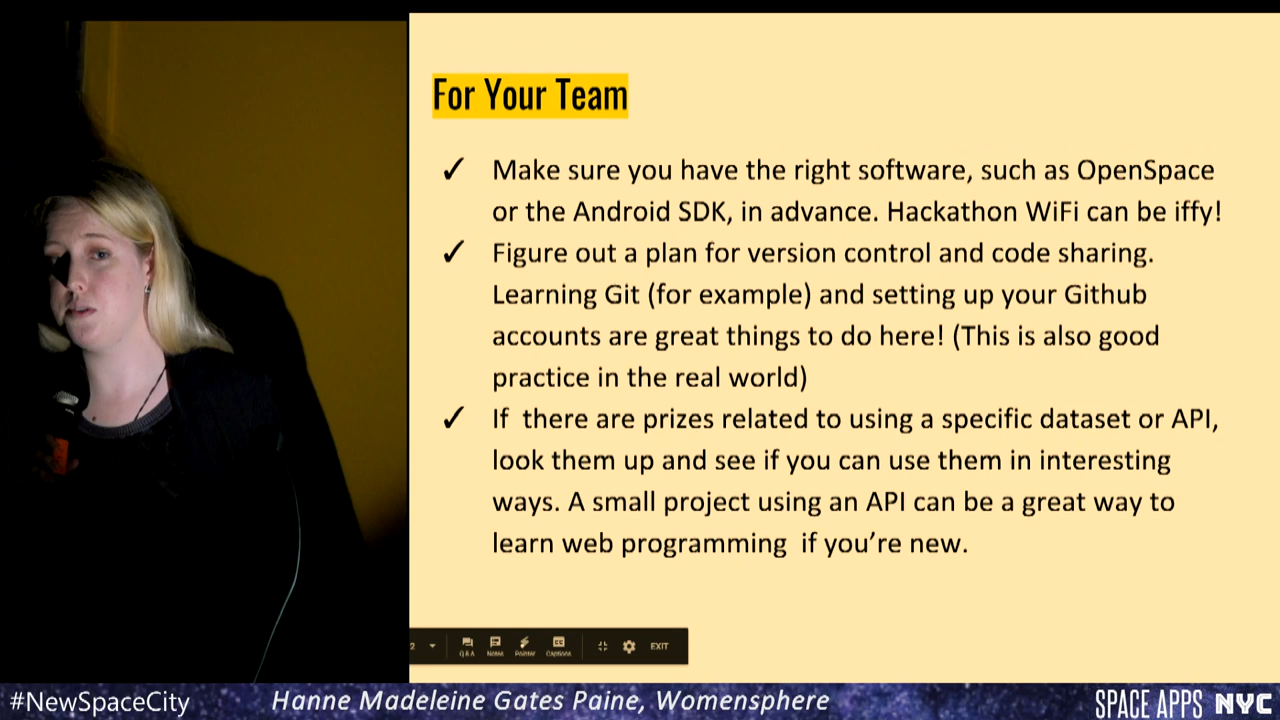 For Your Team
✓ Make sure you have the right software, such as OpenSpace
or the Android SDK, in advance. Hackathon WiFi can be iffy!
✓ Figure out a plan for version control and code sharing.
Learning Git (for example) and setting up your Github
accounts are great things to do here! (This is also good
practice in the real world)
✓ If  there are prizes related to using a specific dataset or API,
look them up and see if you can use them in interesting
ways. A small project using an API can be a great way to
learn web programming  if you're new.
2
Q&A Notes Pointer Captions EXIT
#NewSpaceCity
Hanne Madeleine Gates Paine, Womensphere
SPACE APPS NYC